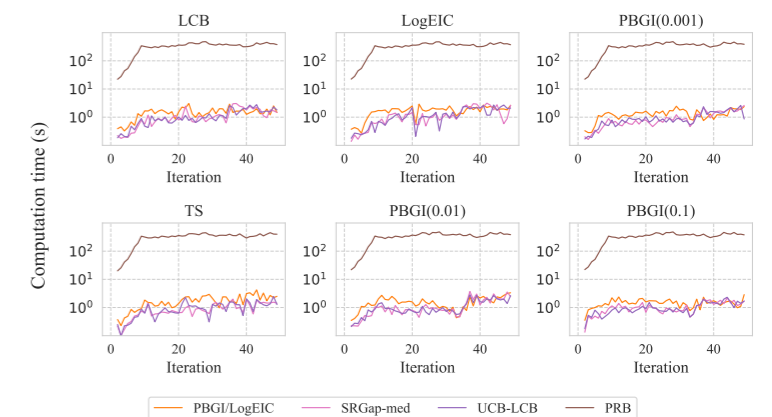 LCB LogEIC PBGI(0.001)
10² 10² 10²
10¹ 10¹ 10¹
10⁰ 10⁰ 10⁰
0 20 40 0 20 40 0 20 40
Iteration Iteration Iteration
Computation time (s)
TS PBGI(0.01) PBGI(0.1)
10² 10² 10²
10¹ 10¹ 10¹
10⁰ 10⁰ 10⁰
0 20 40 0 20 40 0 20 40
Iteration Iteration Iteration
PBGI/LogEIC SRGap-med UCB-LCB PRB